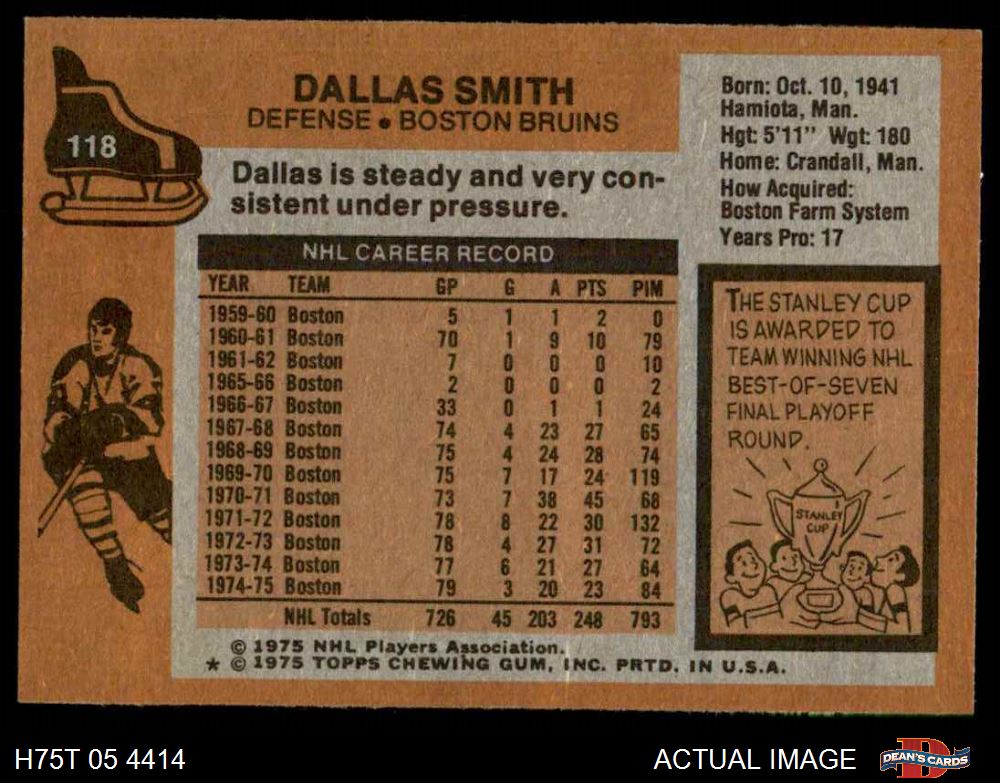 118
DALLAS SMITH
DEFENSE • BOSTON BRUINS
Dallas is steady and very con-
sistent under pressure.
Born: Oct. 10, 1941
Hamiota, Man.
Hgt: 5'11" Wgt: 180
Home: Crandall, Man.
How Acquired:
Boston Farm System
Years Pro: 17
NHL CAREER RECORD
YEAR TEAM GP G A PTS PIM
1959-60 Boston 5 1 1 2 0
1960-61 Boston 70 1 9 10 79
1961-62 Boston 7 0 0 0 10
1965-66 Boston 2 0 0 0 2
1966-67 Boston 33 0 1 1 24
1967-68 Boston 74 4 23 27 65
1968-69 Boston 75 4 24 28 74
1969-70 Boston 75 7 17 24 119
1970-71 Boston 73 7 38 45 68
1971-72 Boston 78 8 22 30 132
1972-73 Boston 78 4 27 31 72
1973-74 Boston 77 6 21 27 64
1974-75 Boston 79 3 20 23 84
NHL Totals 726 45 203 248 793
THE STANLEY CUP
IS AWARDED TO
TEAM WINNING NHL
BEST-OF-SEVEN
FINAL PLAYOFF
ROUND.
STANLEY
CUP
© 1975 NHL Players Association.
* © 1975 TOPPS CHEWING GUM, INC. PRTD. IN U.S.A.
H75T 05 4414
ACTUAL IMAGE
D
DEAN'S CARDS